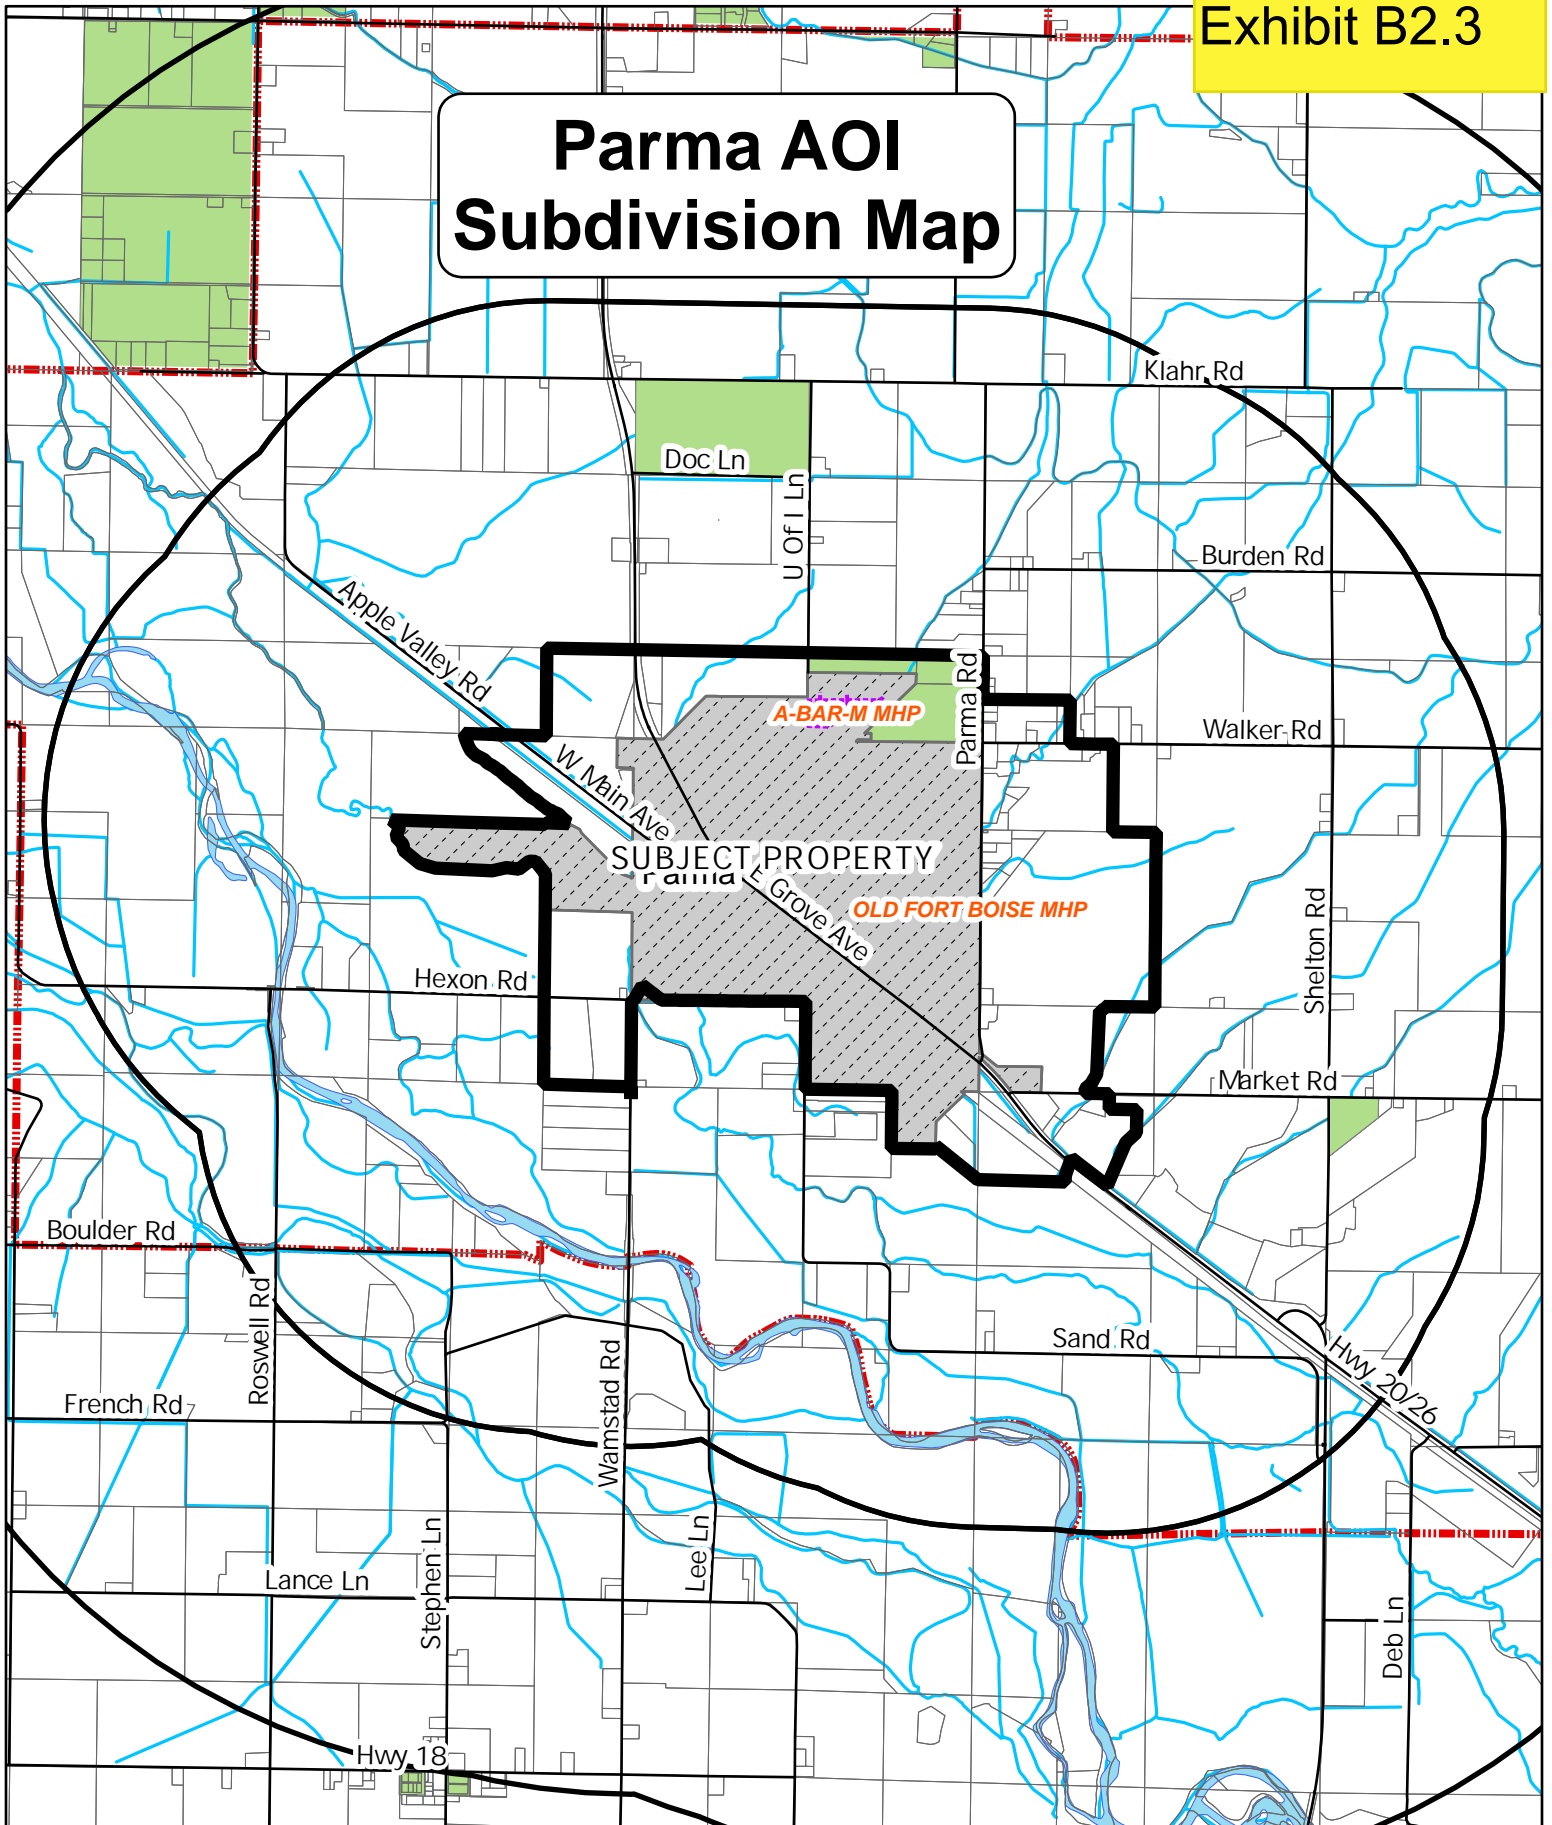 Exhibit B2.3
Parma AOI
Subdivision Map
Klahr Rd
Doc Ln
U Of I Ln
Burden Rd
Apple Valley Rd
Parma Rd
A-BAR-M MHP
Walker Rd
W Main Ave
SUBJECT PROPERTY
Parma
E Grove Ave
OLD FORT BOISE MHP
Shelton Rd
Hexon Rd
Market Rd
Boulder Rd
Roswell Rd
Wamstad Rd
Sand Rd
Hwy 20/26
French Rd
Stephen Ln
Lee Ln
Lance Ln
Deb Ln
Hwy 18